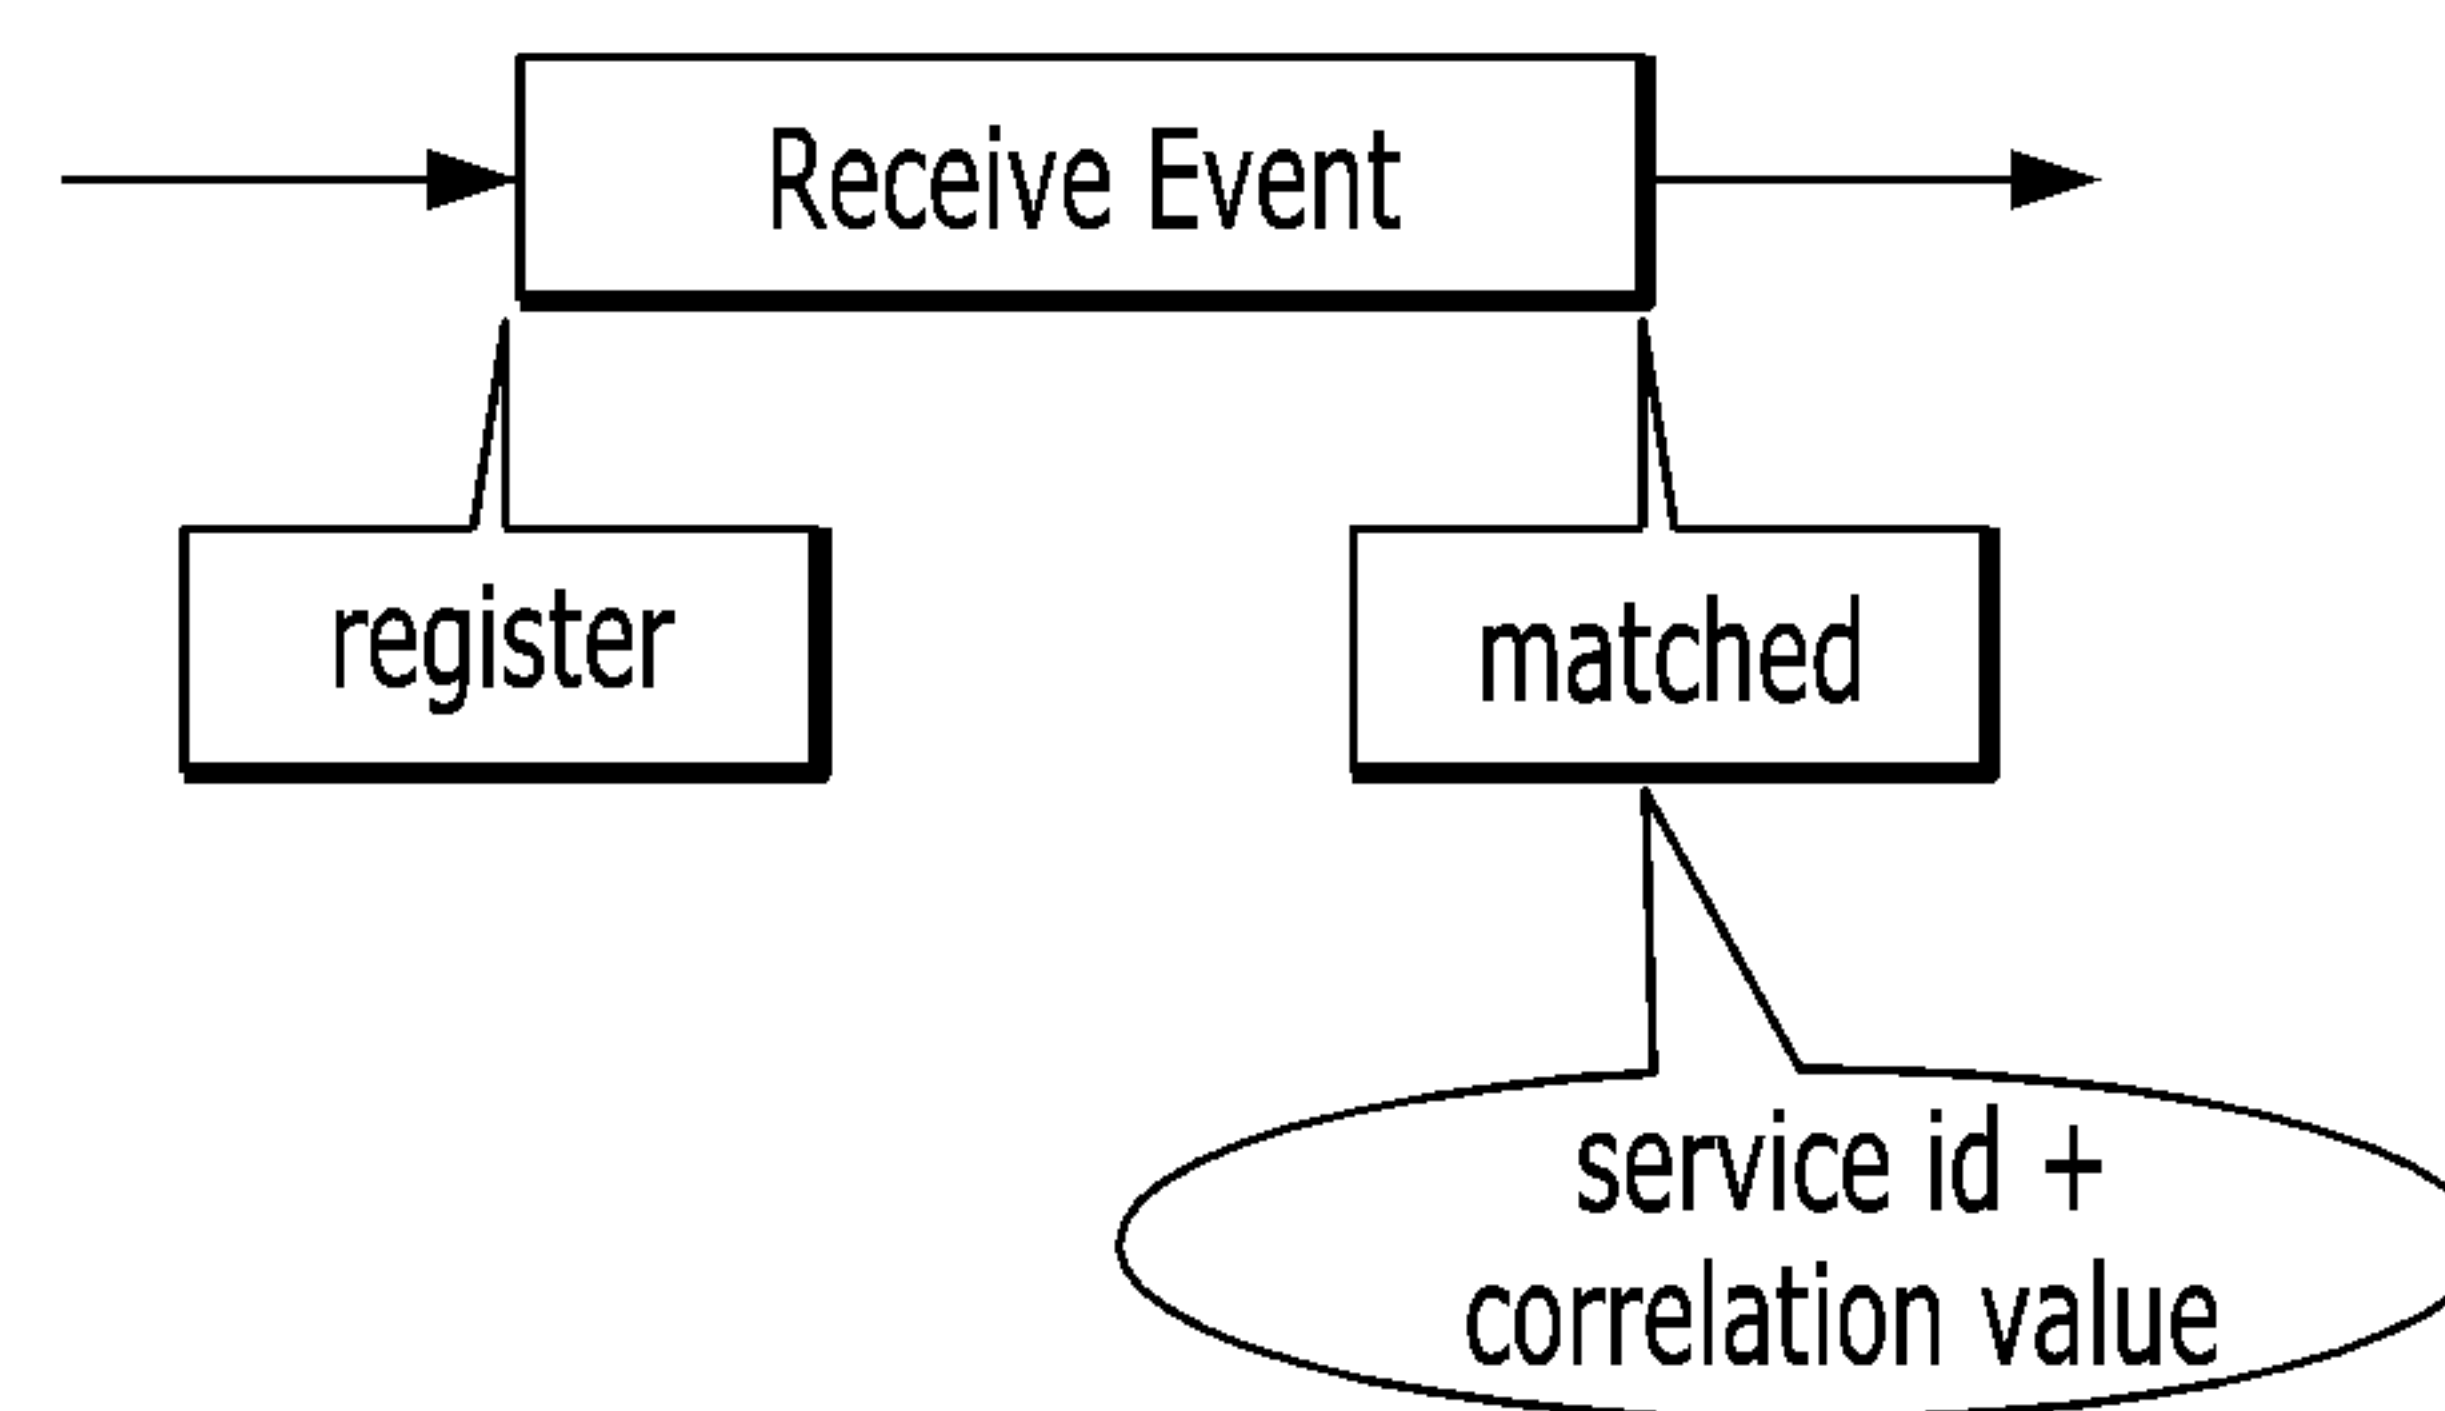 Receive Event
register
matched
service id +
correlation value